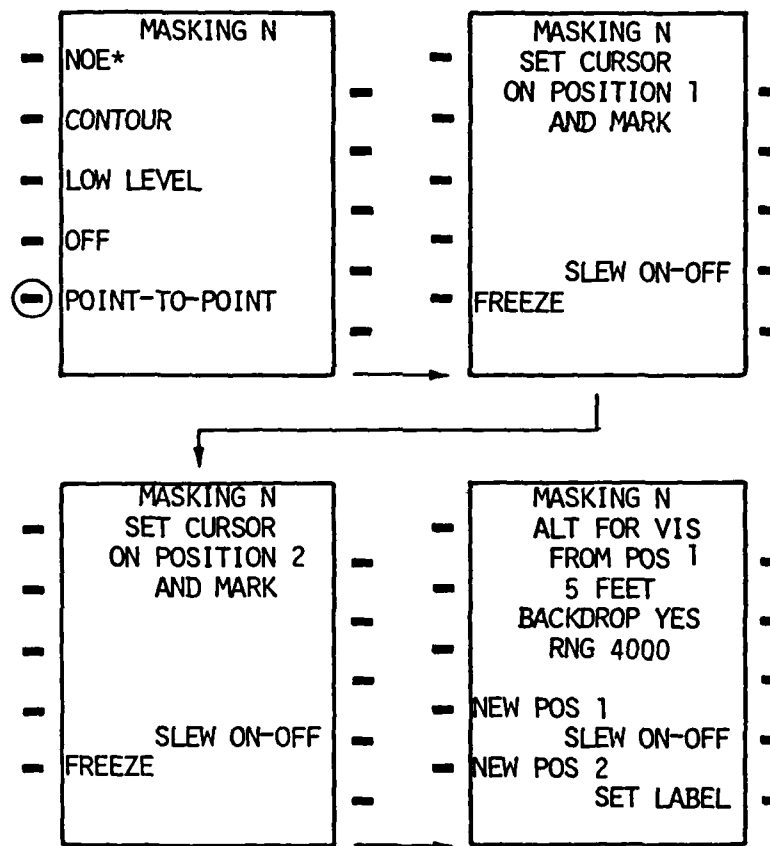 MASKING N
NOE*
CONTOUR
LOW LEVEL
OFF
POINT-TO-POINT
MASKING N
SET CURSOR
ON POSITION 1
AND MARK
SLEW ON-OFF
FREEZE
MASKING N
SET CURSOR
ON POSITION 2
AND MARK
SLEW ON-OFF
FREEZE
MASKING N
ALT FOR VIS
FROM POS 1
5 FEET
BACKDROP YES
RNG 4000
NEW POS 1
SLEW ON-OFF
NEW POS 2
SET LABEL